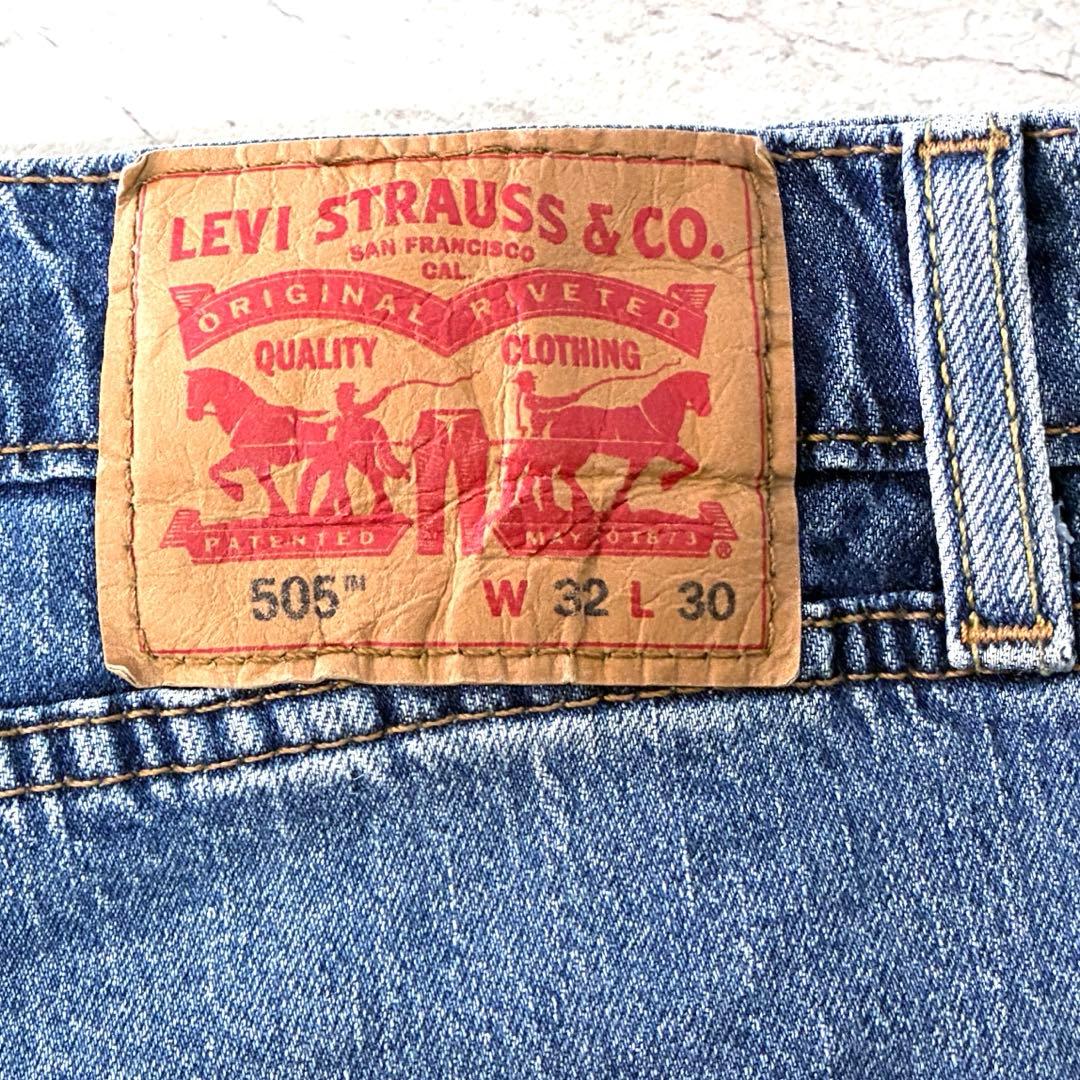 LEVI STRAUSS & CO.
SAN FRANCISCO
CAL.
ORIGINAL RIVETED
QUALITY CLOTHING
PATENTED MAY 20 1873 ®
505™ W 32 L 30